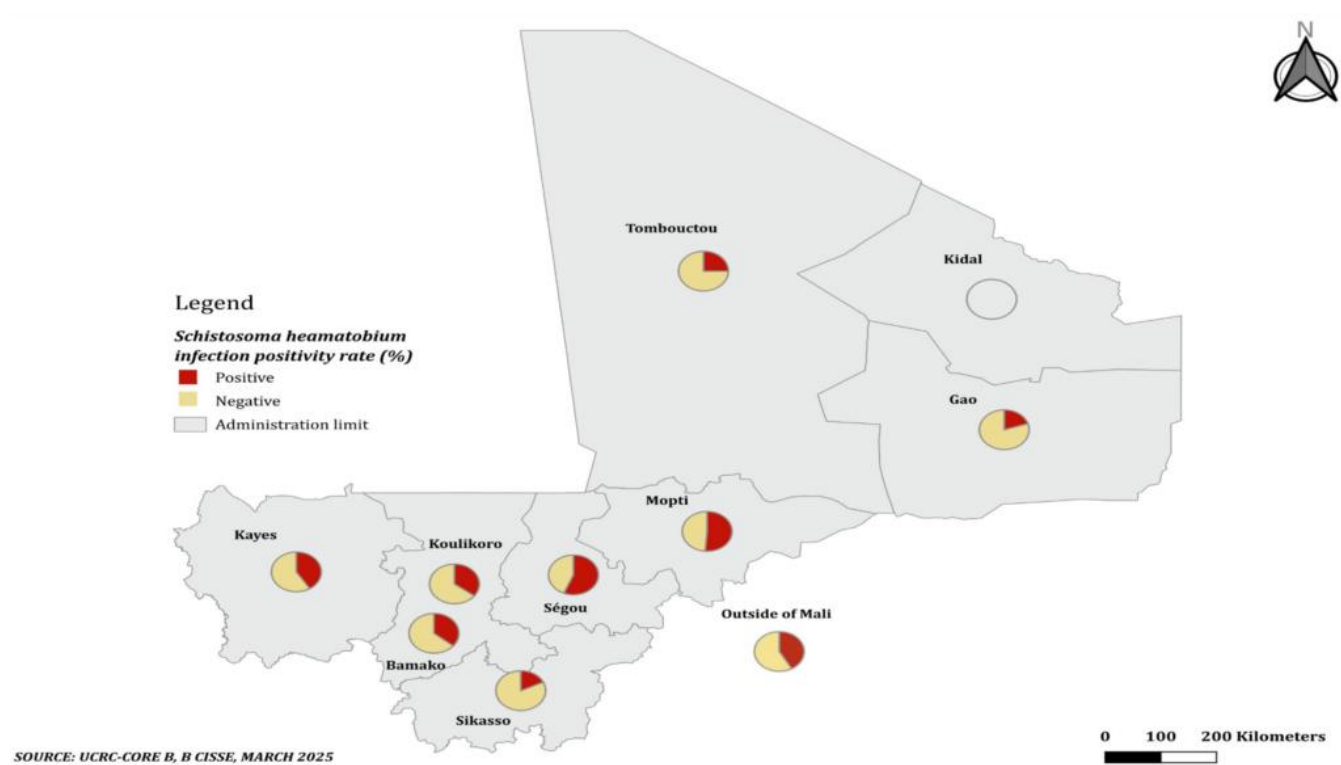 N
Tombouctou
Kidal
Legend
Schistosoma heamatobium
infection positivity rate (%)
Positive
Negative
Administration limit
Gao
Mopti
Kayes
Koulikoro
Ségou
Outside of Mali
Bamako
Sikasso
0 100 200 Kilometers
SOURCE: UCRC-CORE B, B CISSE, MARCH 2025